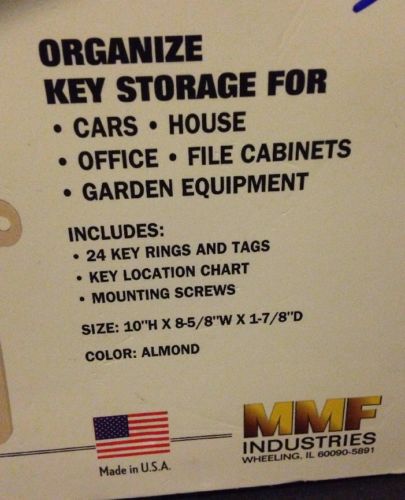 ORGANIZE
KEY STORAGE FOR
• CARS • HOUSE
• OFFICE • FILE CABINETS
• GARDEN EQUIPMENT
INCLUDES:
• 24 KEY RINGS AND TAGS
• KEY LOCATION CHART
• MOUNTING SCREWS
SIZE: 10"H X 8-5/8"W X 1-7/8"D
COLOR: ALMOND
Made in U.S.A.
MMF
INDUSTRIES
WHEELING, IL 60090-5891